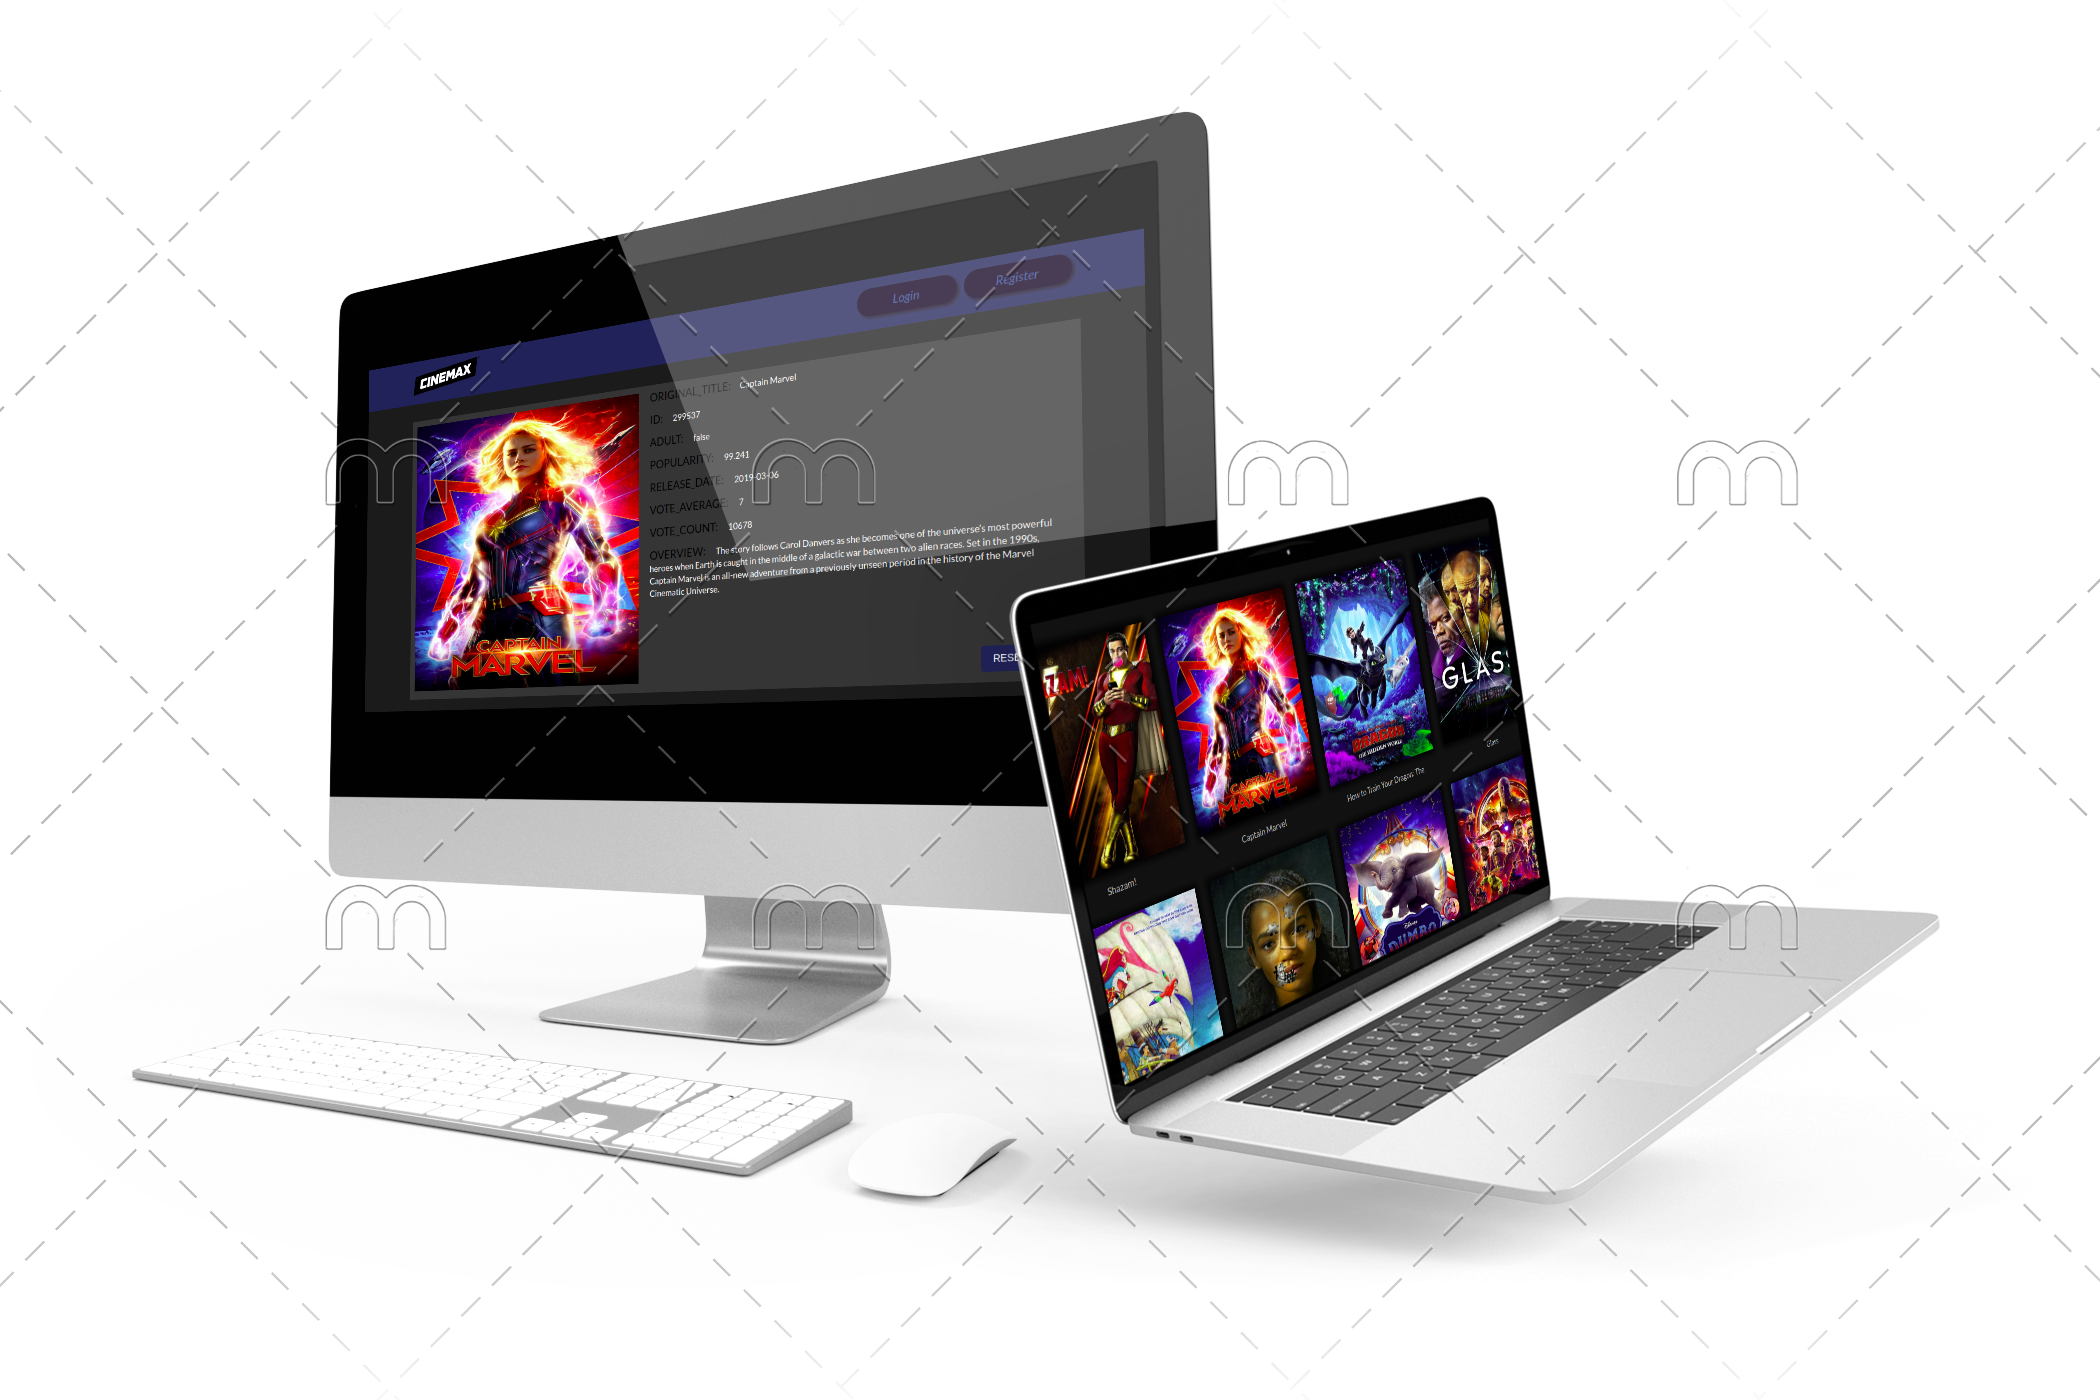 Login
Register
CINEMAX
ORIGINAL_TITLE: Captain Marvel
ID: 299537
ADULT: false
POPULARITY: 99.241
RELEASE_DATE: 2019-03-06
VOTE_AVERAGE: 7
VOTE_COUNT: 10678
OVERVIEW: The story follows Carol Danvers as she becomes one of the universe's most powerful
heroes when Earth is caught in the middle of a galactic war between two alien races. Set in the 1990s,
Captain Marvel is an all-new adventure from a previously unseen period in the history of the Marvel
Cinematic Universe.
CAPTAIN
MARVEL
RESE
ZAM!
CAPTAIN
MARVEL
DRAGON
THE HIDDEN WORLD
GLASS
Shazam!
Captain Marvel
How to Train Your Dragon: The
Glass
Disney
DUMBO
m
m
m
m
m
m
m
m